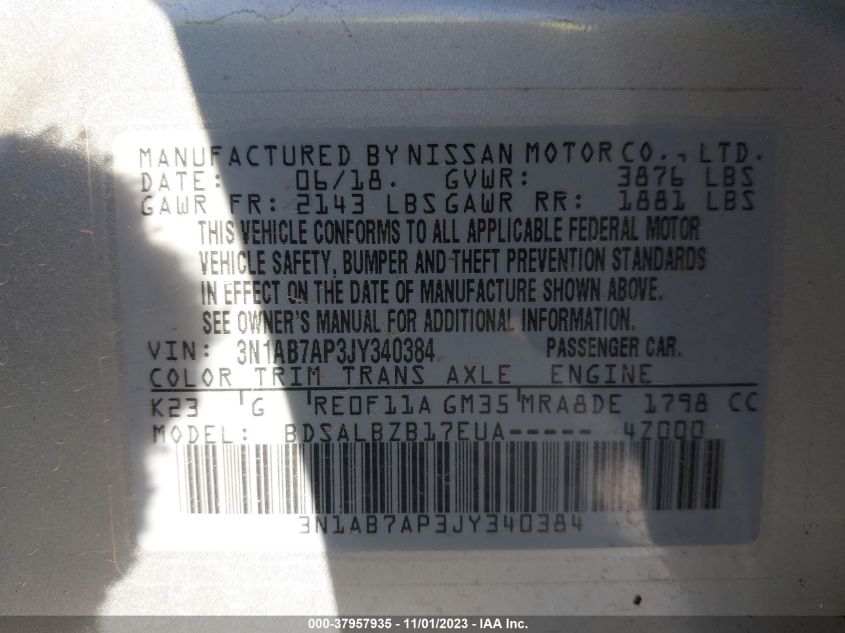 MANUFACTURED BY NISSAN MOTOR CO., LTD.
DATE: 06/18. GVWR: 3876 LBS
GAWR FR: 2143 LBS GAWR RR: 1881 LBS
THIS VEHICLE CONFORMS TO ALL APPLICABLE FEDERAL MOTOR
VEHICLE SAFETY, BUMPER AND THEFT PREVENTION STANDARDS
IN EFFECT ON THE DATE OF MANUFACTURE SHOWN ABOVE.
SEE OWNER'S MANUAL FOR ADDITIONAL INFORMATION.
VIN: 3N1AB7AP3JY340384 PASSENGER CAR.
COLOR TRIM TRANS AXLE ENGINE
K23 G RE0F11A GM35 MRA8DE 1798 CC
MODEL: BDSALBZB17EUA----- 4Z000
3N1AB7AP3JY340384
000-37957935 - 11/01/2023 - IAA Inc.